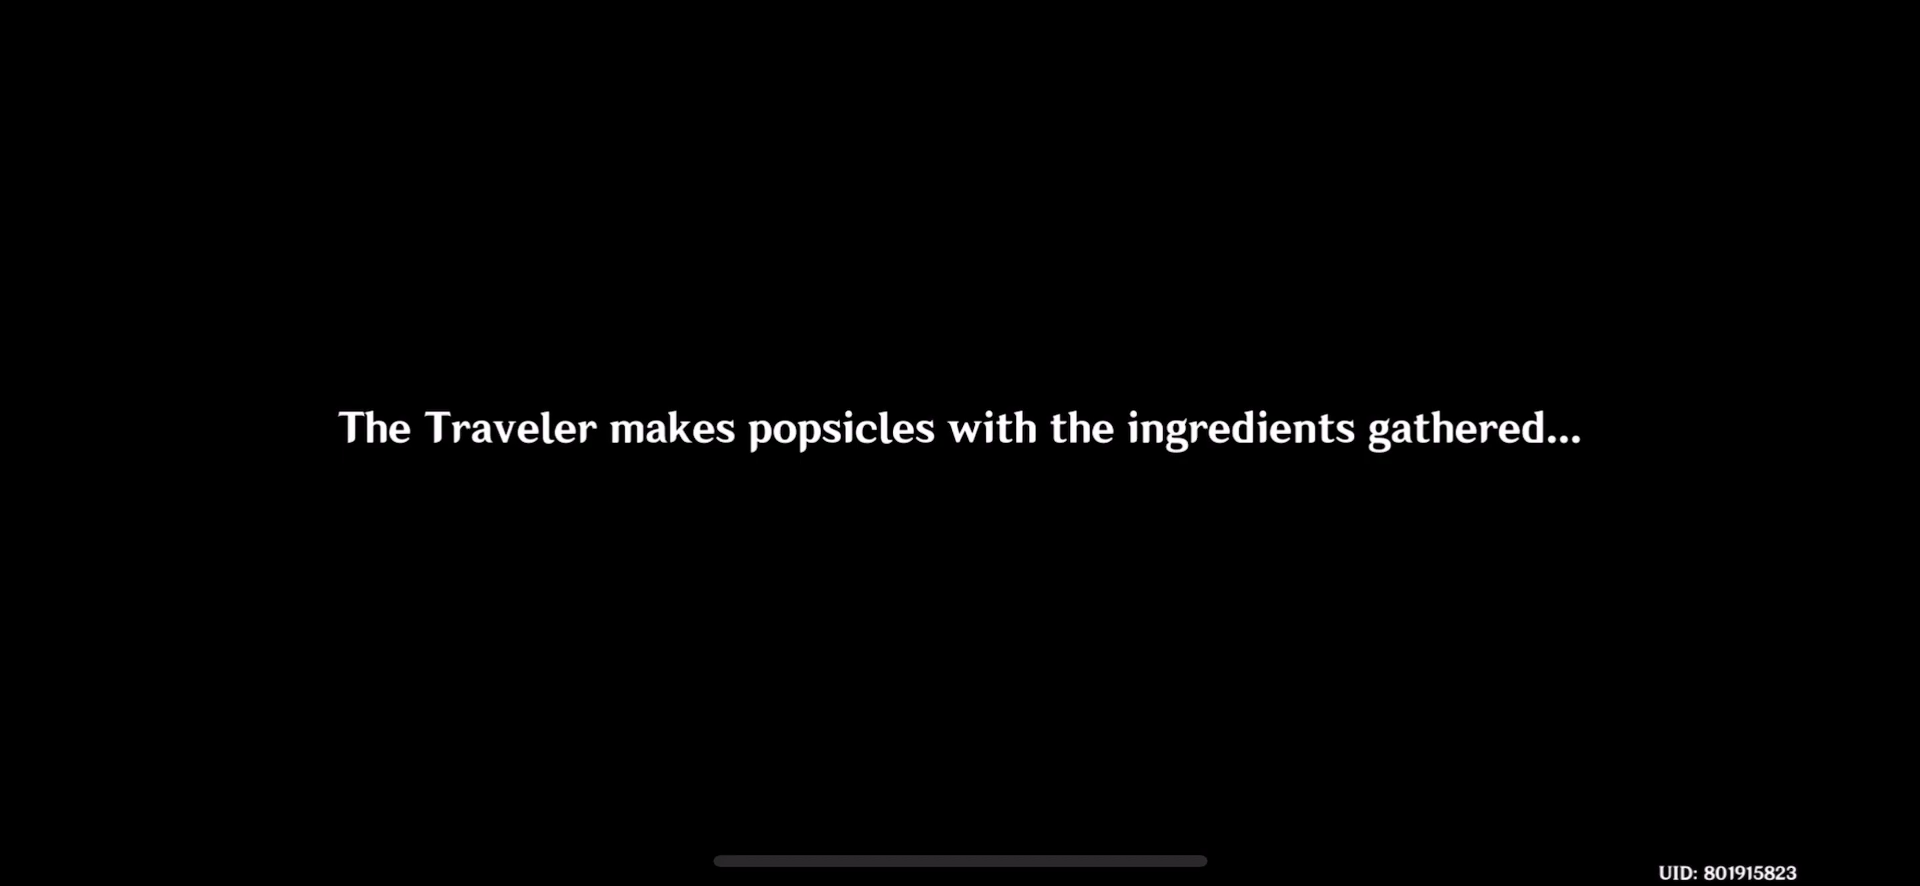 The Traveler makes popsicles with the ingredients gathered...
UID: 801915823